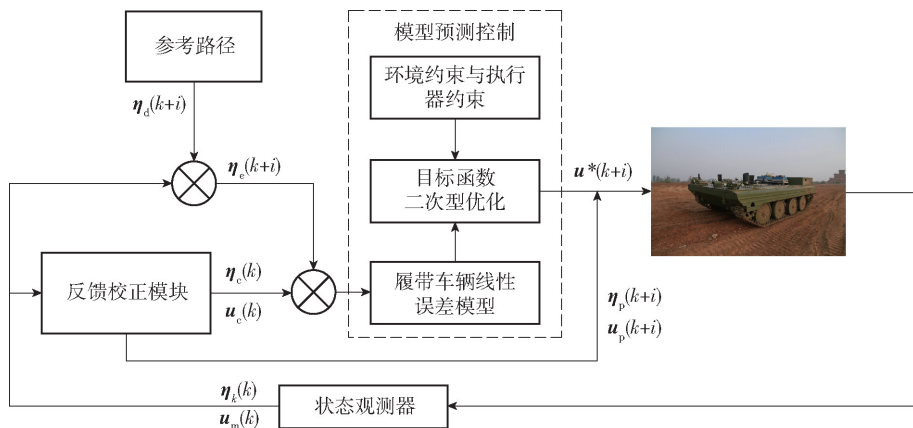 参考路径
η_d(k+i)
η_e(k+i)
模型预测控制
环境约束与执行
器约束
目标函数
二次型优化
履带车辆线性
误差模型
u*(k+i)
反馈校正模块
η_c(k)
u_c(k)
η_p(k+i)
u_p(k+i)
η_k(k)
u_m(k)
状态观测器